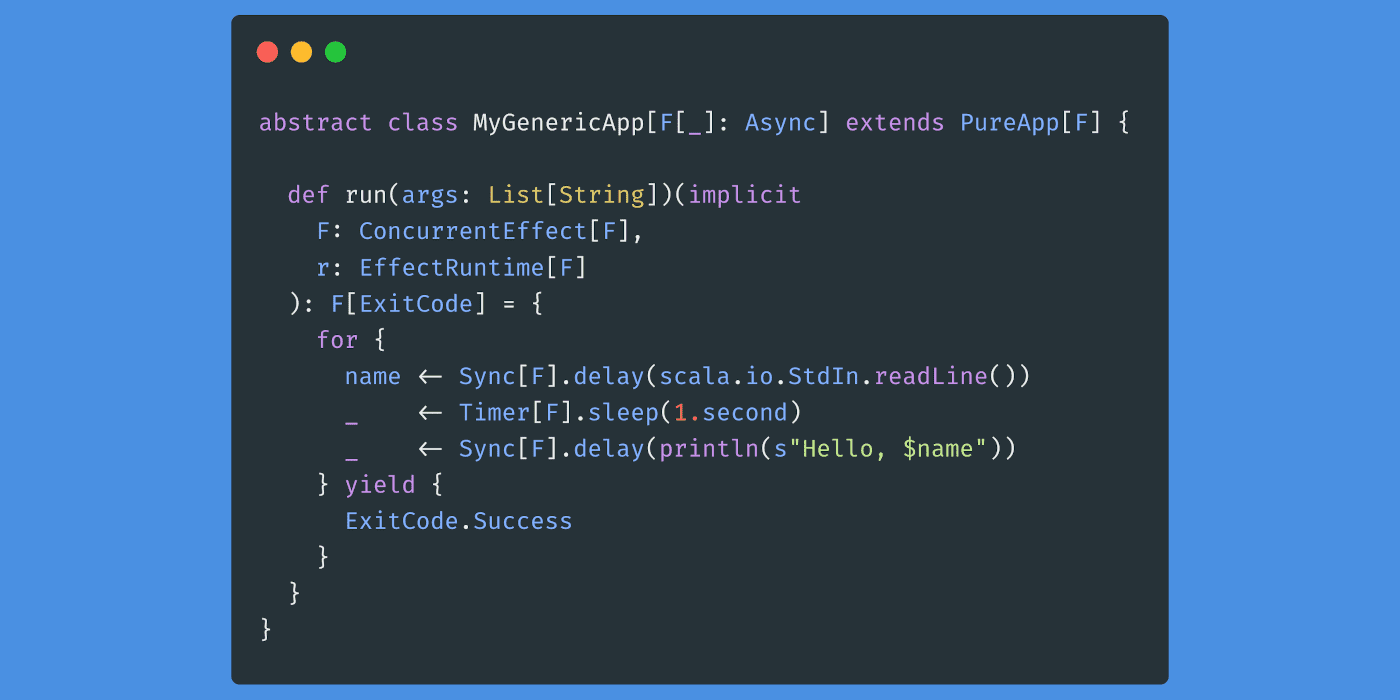 abstract class MyGenericApp[F[_]: Async] extends PureApp[F] {
  def run(args: List[String])(implicit
    F: ConcurrentEffect[F],
    r: EffectRuntime[F]
  ): F[ExitCode] = {
    for {
      name <- Sync[F].delay(scala.io.StdIn.readLine())
      _    <- Timer[F].sleep(1.second)
      _    <- Sync[F].delay(println(s"Hello, $name"))
    } yield {
      ExitCode.Success
    }
  }
}